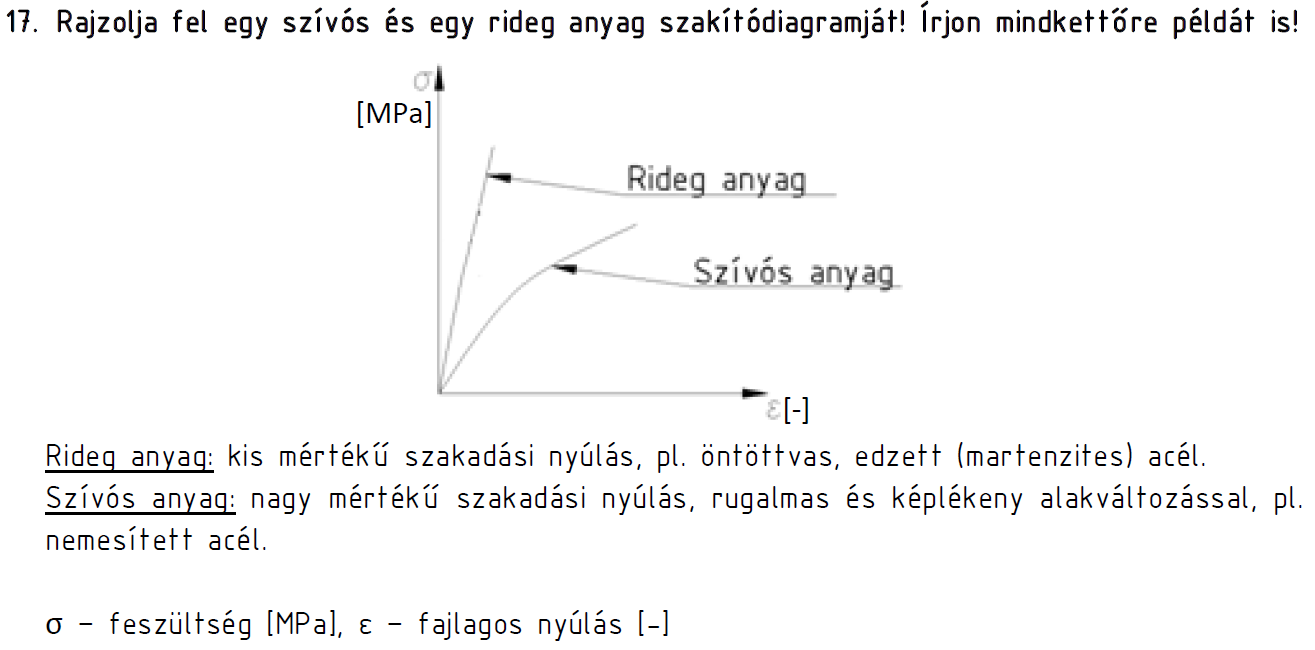 17. Rajzolja fel egy szívós és egy rideg anyag szakítódiagramját! Írjon mindkettőre példát is!
σ
[MPa]
Rideg anyag
Szívós anyag
ε[-]
Rideg anyag: kis mértékű szakadási nyúlás, pl. öntöttvas, edzett (martenzites) acél.
Szívós anyag: nagy mértékű szakadási nyúlás, rugalmas és képlékeny alakváltozással, pl.
nemesített acél.
σ - feszültség [MPa], ε - fajlagos nyúlás [-]